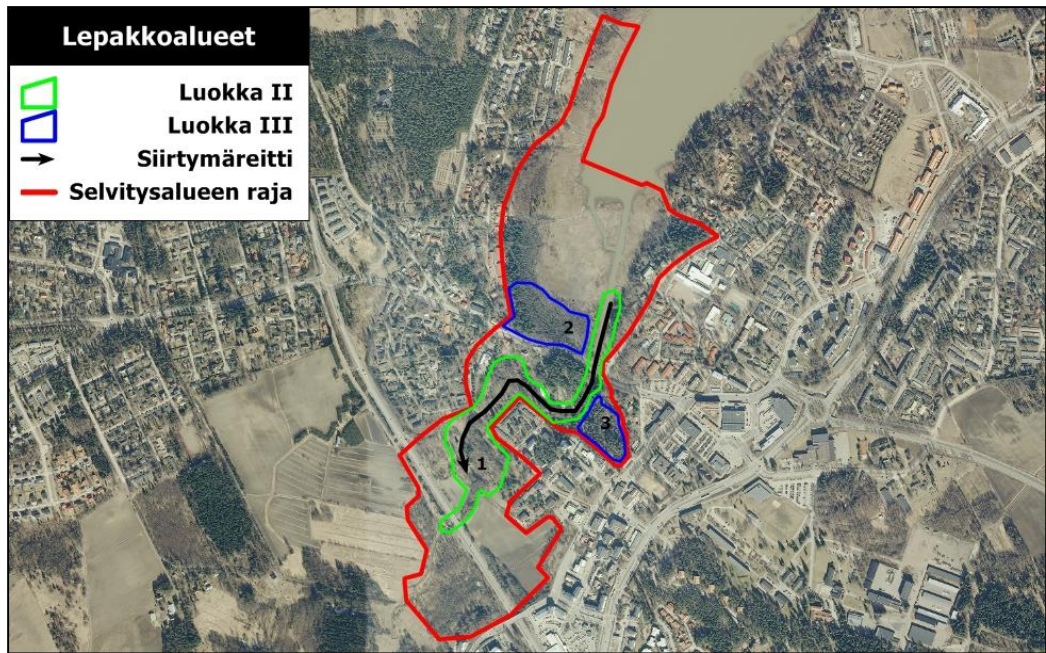 Lepakkoalueet
Luokka II
Luokka III
Siirtymäreitti
Selvitysalueen raja
2
3
1